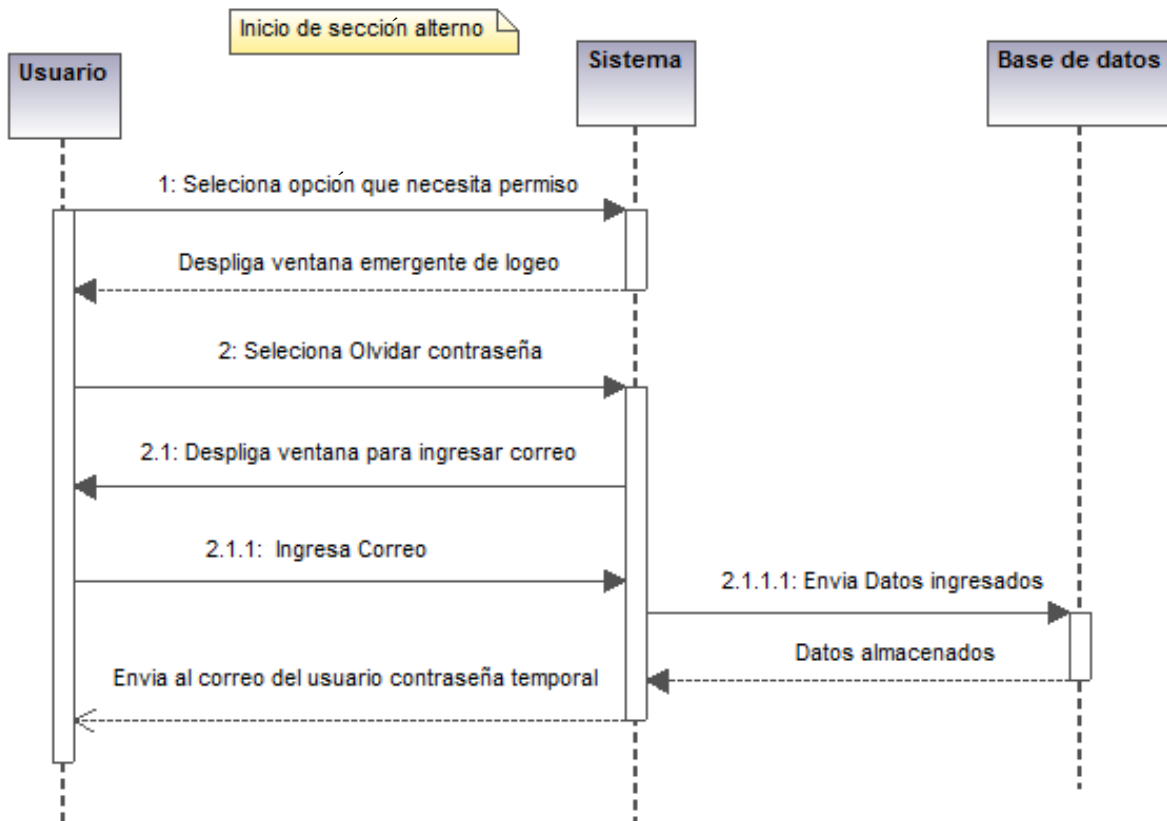 Inicio de sección alterno
Usuario
Sistema
Base de datos
1: Seleciona opción que necesita permiso
Despliga ventana emergente de logeo
2: Seleciona Olvidar contraseña
2.1: Despliga ventana para ingresar correo
2.1.1: Ingresa Correo
2.1.1.1: Envia Datos ingresados
Datos almacenados
Envia al correo del usuario contraseña temporal